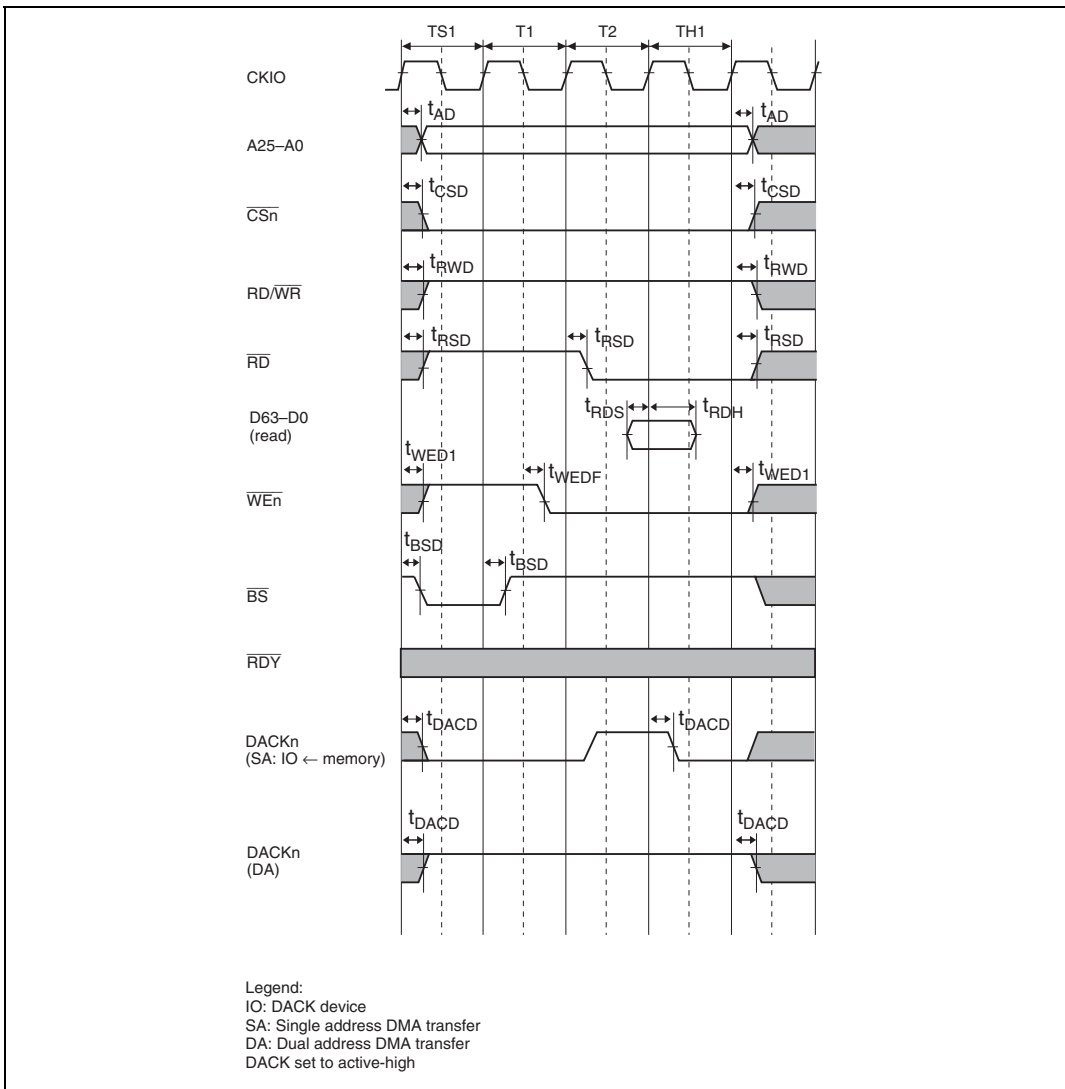 TS1 T1 T2 TH1
CKIO
tAD tAD
A25–A0
tCSD tCSD
CSn
tRWD tRWD
RD/WR
tRSD tRSD tRSD
RD
tRDS tRDH
D63–D0
(read)
tWED1 tWEDF tWED1
WEn
tBSD tBSD
BS
RDY
tDACD tDACD
DACKn
(SA: IO ← memory)
tDACD tDACD
DACKn
(DA)
Legend:
IO: DACK device
SA: Single address DMA transfer
DA: Dual address DMA transfer
DACK set to active-high